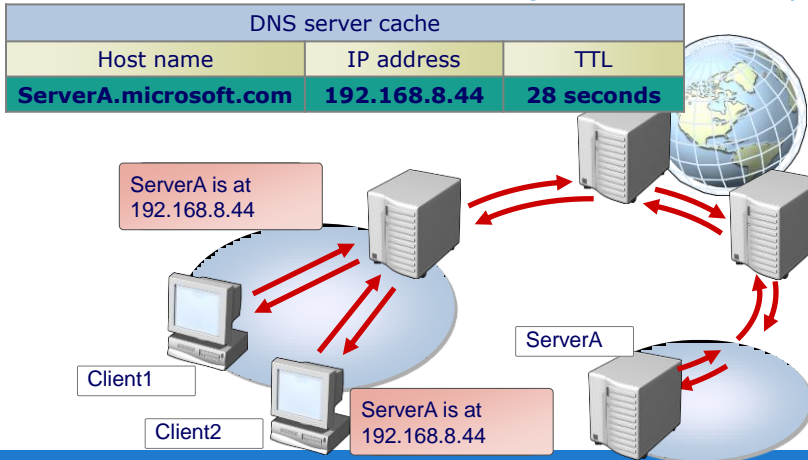 DNS server cache
Host name IP address TTL
ServerA.microsoft.com 192.168.8.44 28 seconds
ServerA is at
192.168.8.44
ServerA
Client1
ServerA is at
192.168.8.44
Client2